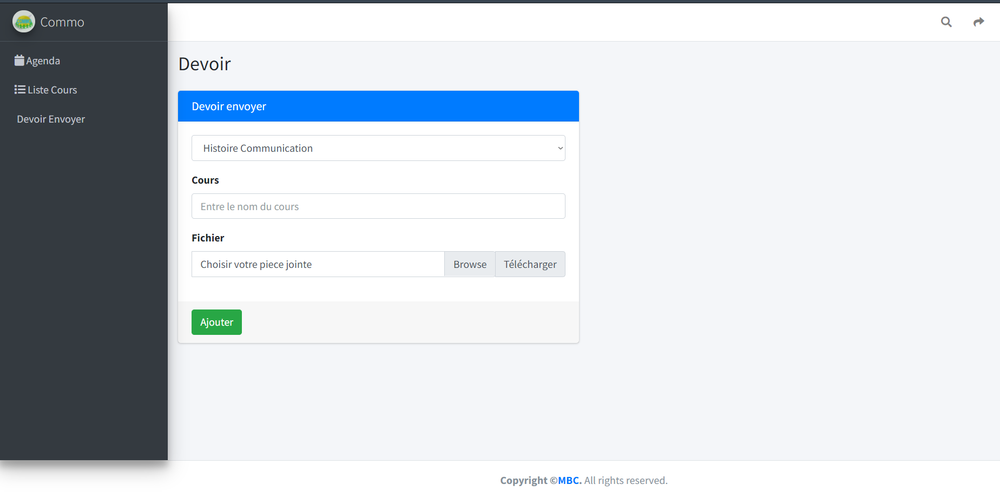 Commo
Agenda
Liste Cours
Devoir Envoyer
Devoir
Devoir envoyer
Histoire Communication
Cours
Entre le nom du cours
Fichier
Choisir votre piece jointe Browse Télécharger
Ajouter
Copyright ©MBC. All rights reserved.